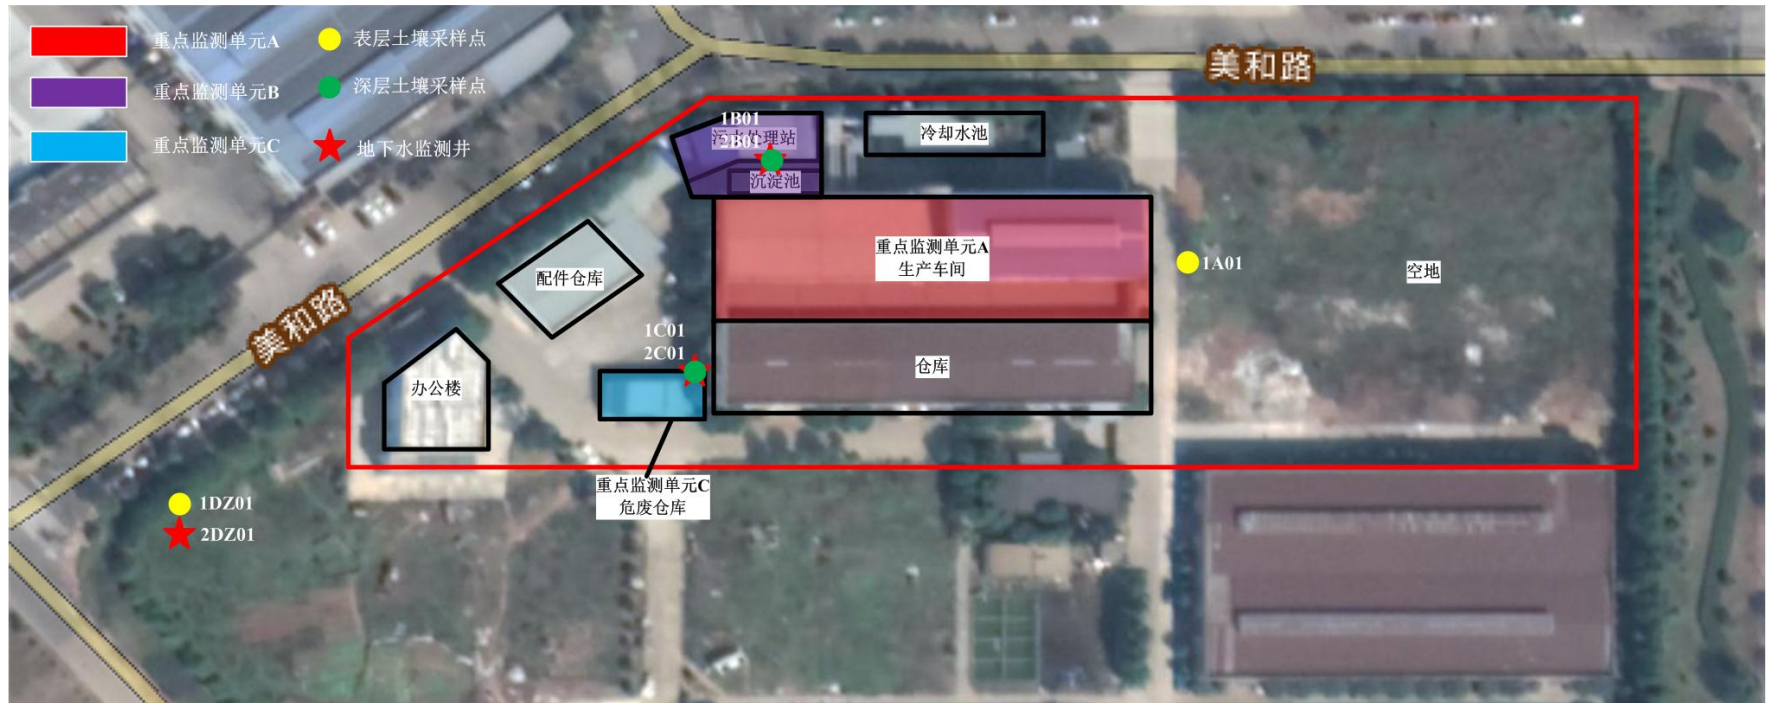 重点监测单元A
表层土壤采样点
重点监测单元B
深层土壤采样点
重点监测单元C
地下水监测井
美和路
1B01
污水处理站
2B01
沉淀池
冷却水池
重点监测单元A
生产车间
1A01
空地
配件仓库
美和路
1C01
2C01
仓库
办公楼
重点监测单元C
危废仓库
1DZ01
2DZ01